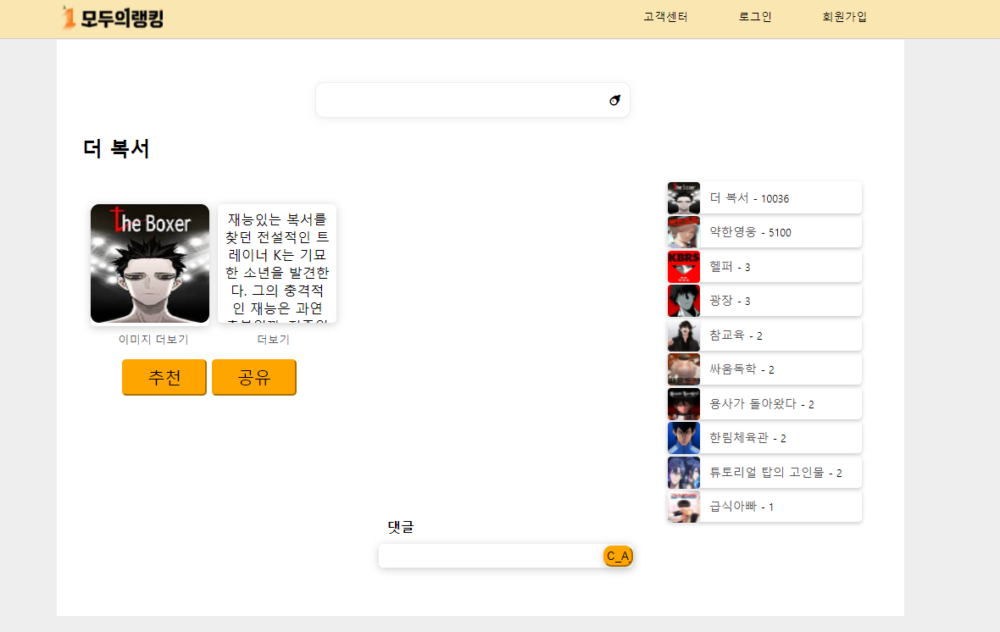 1 모두의랭킹
고객센터
로그인
회원가입
더 복서
the Boxer
재능있는 복서를
찾던 전설적인 트
레이너 K는 기묘
한 소년을 발견한
다. 그의 충격적
인 재능은 과연
이미지 더보기
더보기
추천
공유
the Boxer
더 복서 - 10036
약한영웅 - 5100
KBRS
헬퍼 - 3
광장 - 3
참교육 - 2
싸움독학 - 2
용사가 돌아왔다 - 2
한림체육관 - 2
튜토리얼 탑의 고인물 - 2
급식아빠 - 1
댓글
C_A